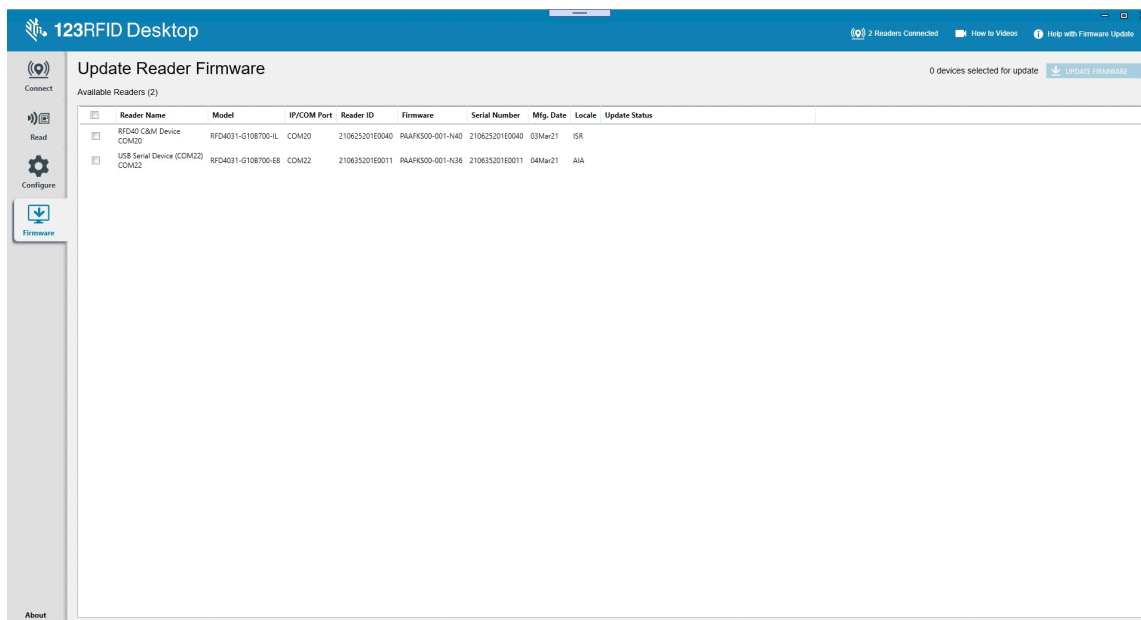 123RFID Desktop
2 Readers Connected How to Videos Help with Firmware Update
Connect
Read
Configure
Firmware
About
Update Reader Firmware
0 devices selected for update UPDATE FIRMWARE
Available Readers (2)
Reader Name Model IP/COM Port Reader ID Firmware Serial Number Mfg. Date Locale Update Status
RFD40 C&M Device
COM20 RFD4031-G10B700-IL COM20 210625201E0040 PAAFKS00-001-N40 210625201E0040 03Mar21 ISR
USB Serial Device (COM22)
COM22 RFD4031-G10B700-E8 COM22 210635201E0011 PAAFKS00-001-N36 210635201E0011 04Mar21 AIA